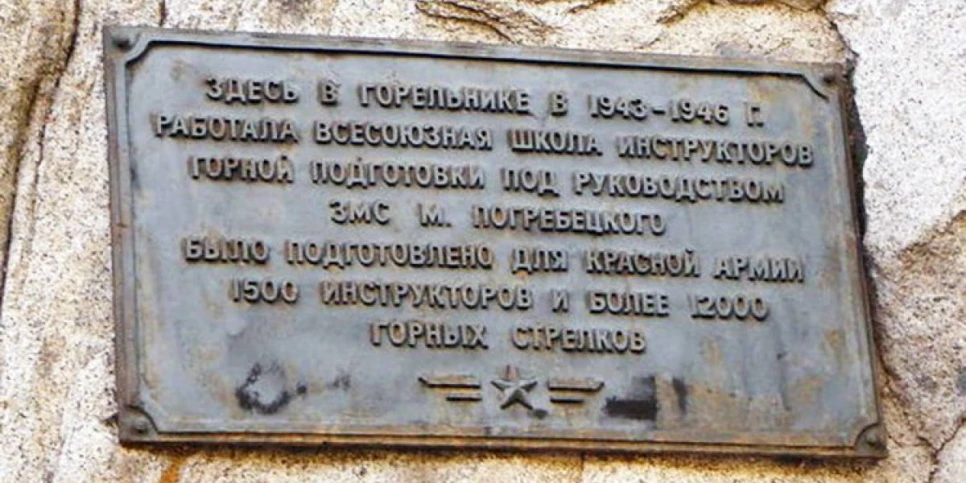 ЗДЕСЬ В ГОРЕЛЬНИКЕ В 1943-1946 Г.
РАБОТАЛА ВСЕСОЮЗНАЯ ШКОЛА ИНСТРУКТОРОВ
ГОРНОЙ ПОДГОТОВКИ ПОД РУКОВОДСТВОМ
ЗМС М. ПОГРЕБЕЦКОГО
БЫЛО ПОДГОТОВЛЕНО ДЛЯ КРАСНОЙ АРМИИ
1500 ИНСТРУКТОРОВ И БОЛЕЕ 12000
ГОРНЫХ СТРЕЛКОВ